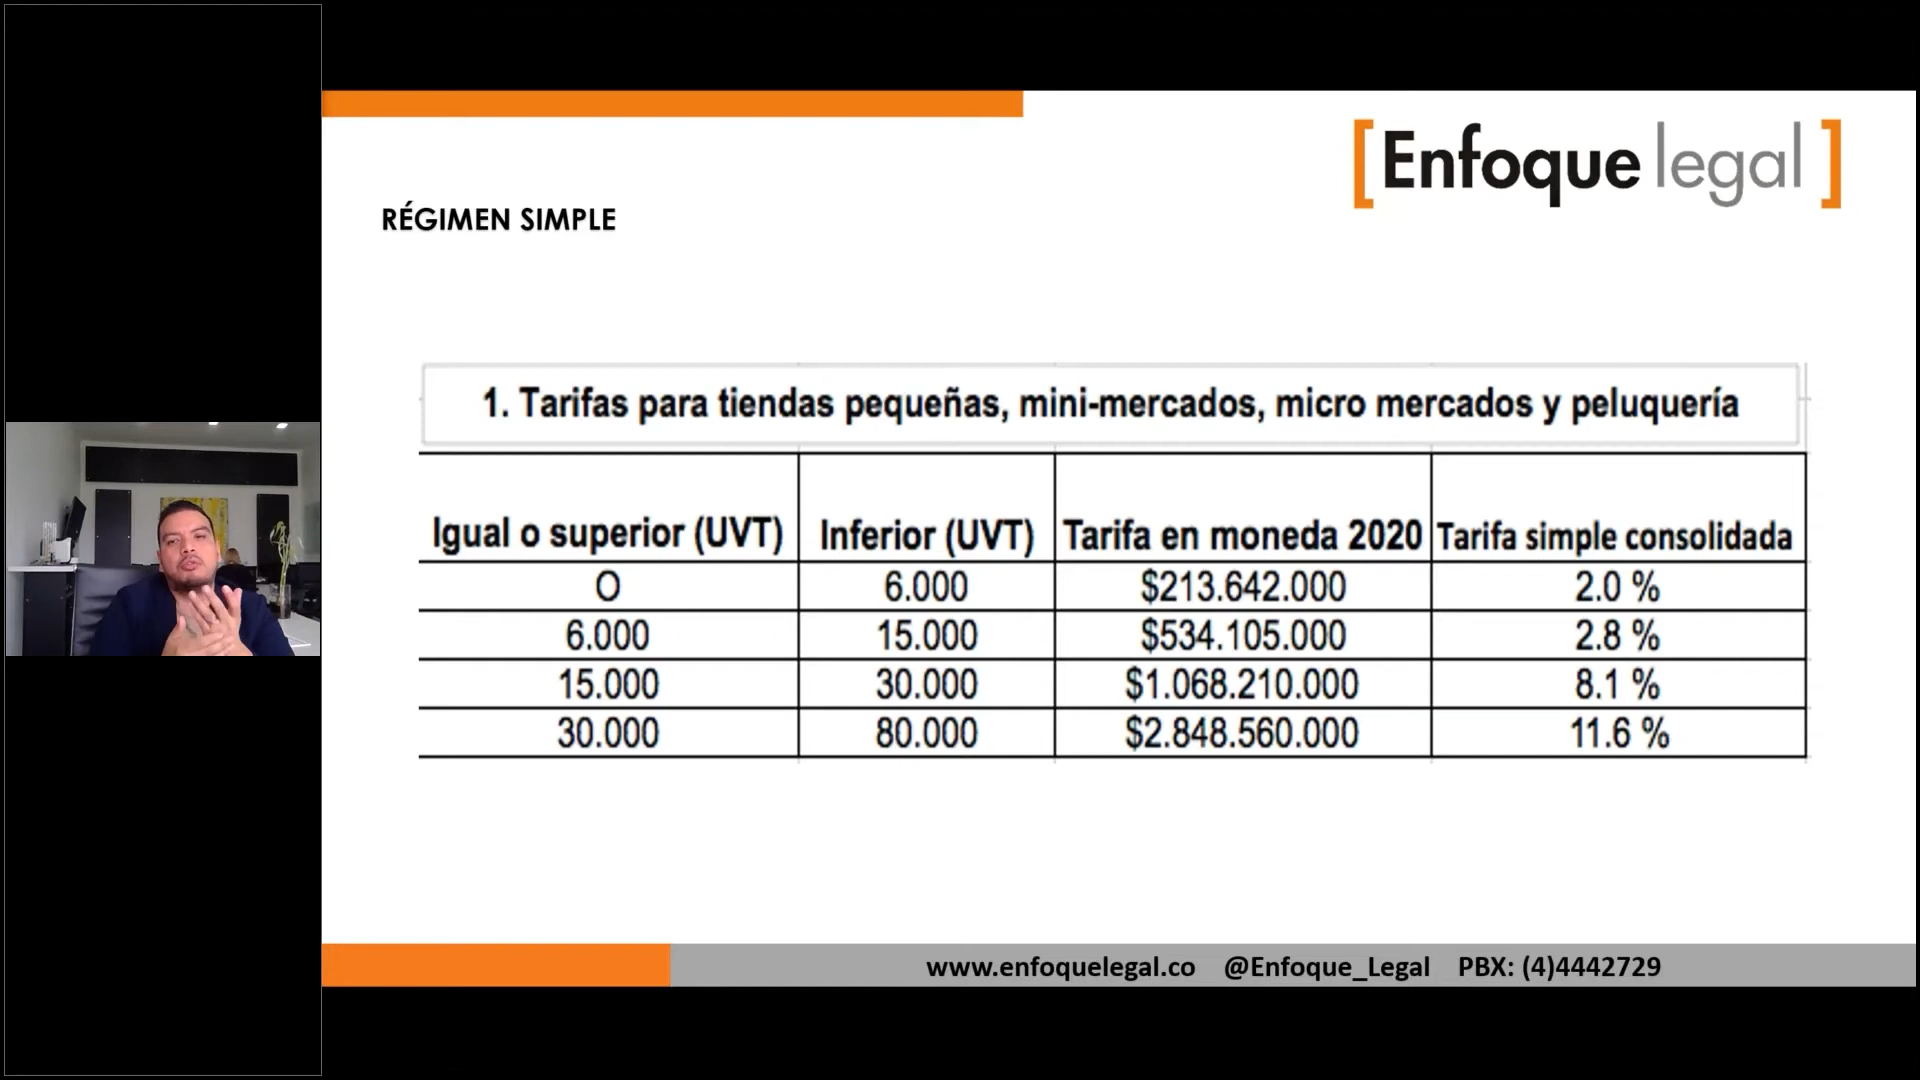 [Enfoque legal]
RÉGIMEN SIMPLE
1. Tarifas para tiendas pequeñas, mini-mercados, micro mercados y peluquería
Igual o superior (UVT) Inferior (UVT) Tarifa en moneda 2020 Tarifa simple consolidada
O 6.000 $213.642.000 2.0 %
6.000 15.000 $534.105.000 2.8 %
15.000 30.000 $1.068.210.000 8.1 %
30.000 80.000 $2.848.560.000 11.6 %
www.enfoquelegal.co @Enfoque_Legal PBX: (4)4442729